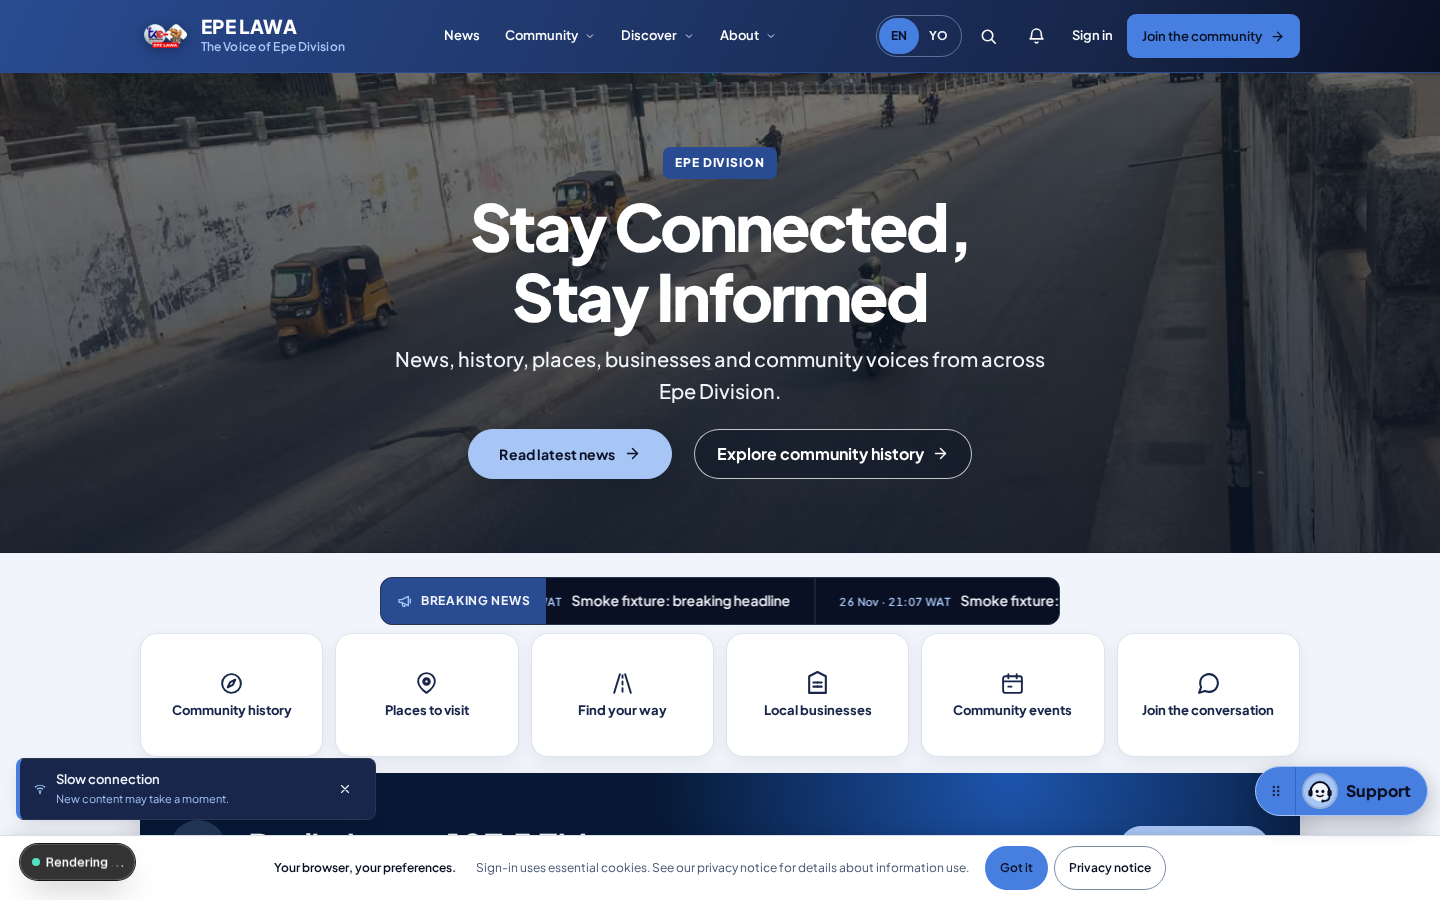 EPE LAWA
The Voice of Epe Division
News
Community
Discover
About
EN
YO
Sign in
Join the community
EPE DIVISION
Stay Connected,
Stay Informed
News, history, places, businesses and community voices from across
Epe Division.
Read latest news
Explore community history
BREAKING NEWS
WAT Smoke fixture: breaking headline
26 Nov · 21:07 WAT Smoke fixture:
Community history
Places to visit
Find your way
Local businesses
Community events
Join the conversation
Slow connection
New content may take a moment.
Support
Rendering ...
Your browser, your preferences.
Sign-in uses essential cookies. See our privacy notice for details about information use.
Got it
Privacy notice